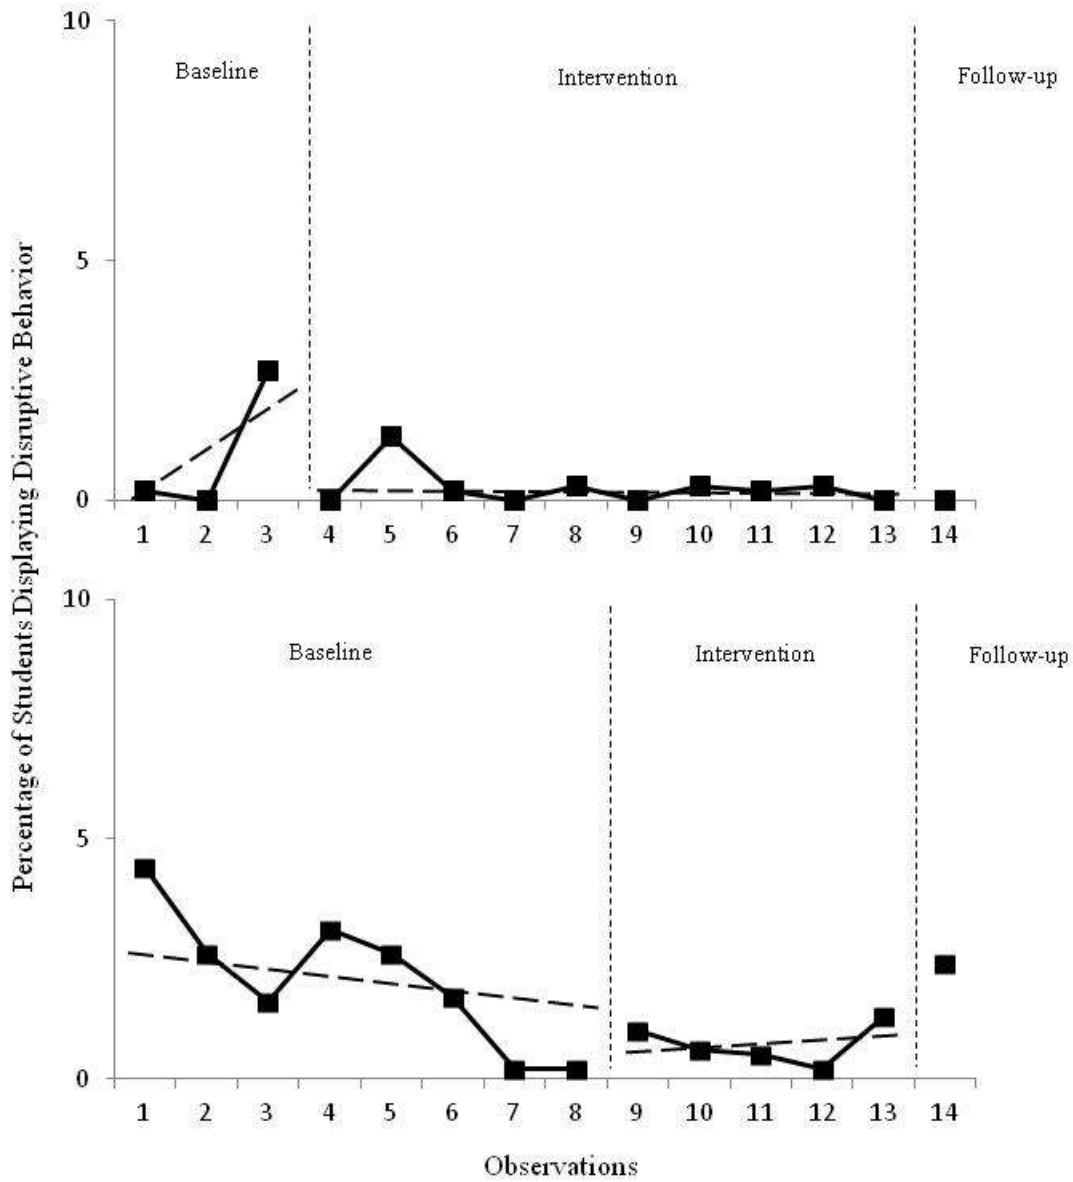 Percentage of Students Displaying Disruptive Behavior
10
Baseline
Intervention
Follow-up
5
0
1 2 3 4 5 6 7 8 9 10 11 12 13 14
10
Baseline
Intervention
Follow-up
5
0
1 2 3 4 5 6 7 8 9 10 11 12 13 14
Observations